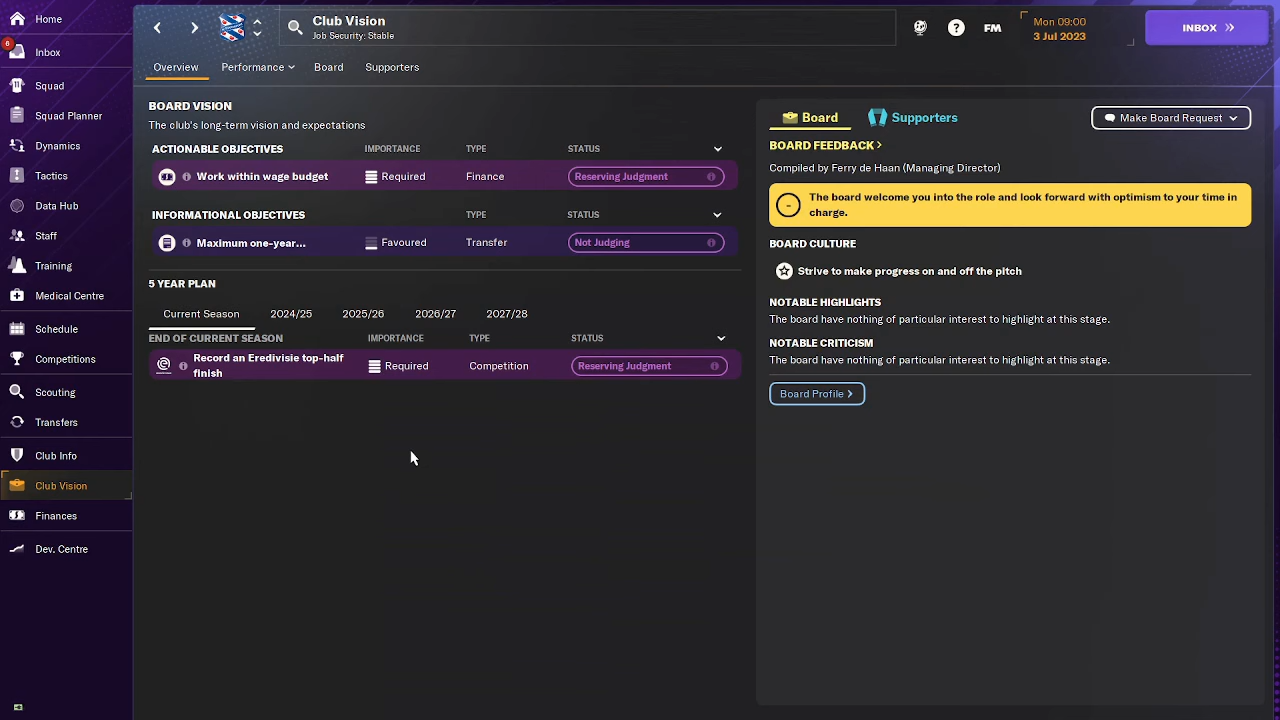 Home
6
Inbox
Squad
Squad Planner
Dynamics
Tactics
Data Hub
Staff
Training
Medical Centre
Schedule
Competitions
Scouting
Transfers
Club Info
Club Vision
Finances
Dev. Centre
Club Vision
Job Security: Stable
?
FM
Mon 09:00
3 Jul 2023
INBOX
Overview
Performance
Board
Supporters
BOARD VISION
The club's long-term vision and expectations
ACTIONABLE OBJECTIVES IMPORTANCE TYPE STATUS
Work within wage budget Required Finance Reserving Judgment
INFORMATIONAL OBJECTIVES TYPE STATUS
Maximum one-year... Favoured Transfer Not Judging
5 YEAR PLAN
Current Season 2024/25 2025/26 2026/27 2027/28
END OF CURRENT SEASON IMPORTANCE TYPE STATUS
Record an Eredivisie top-half
finish
Required Competition Reserving Judgment
Board Supporters
Make Board Request
BOARD FEEDBACK
Compiled by Ferry de Haan (Managing Director)
The board welcome you into the role and look forward with optimism to your time in
charge.
BOARD CULTURE
Strive to make progress on and off the pitch
NOTABLE HIGHLIGHTS
The board have nothing of particular interest to highlight at this stage.
NOTABLE CRITICISM
The board have nothing of particular interest to highlight at this stage.
Board Profile